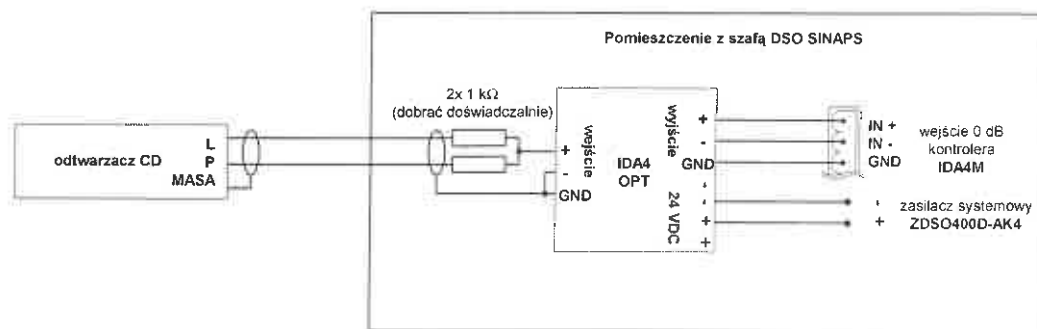 Pomieszczenie z szafą DSO SINAPS
2x 1 kΩ
(dobrać doświadczalnie)
odtwarzacz CD
L
P
MASA
wejście
+
-
GND
IDA4
OPT
wyjście
+
-
GND
24 VDC
-
-
+
+
IN +
IN -
GND
wejście 0 dB
kontrolera
IDA4M
-
+
zasilacz systemowy
ZDSO400D-AK4